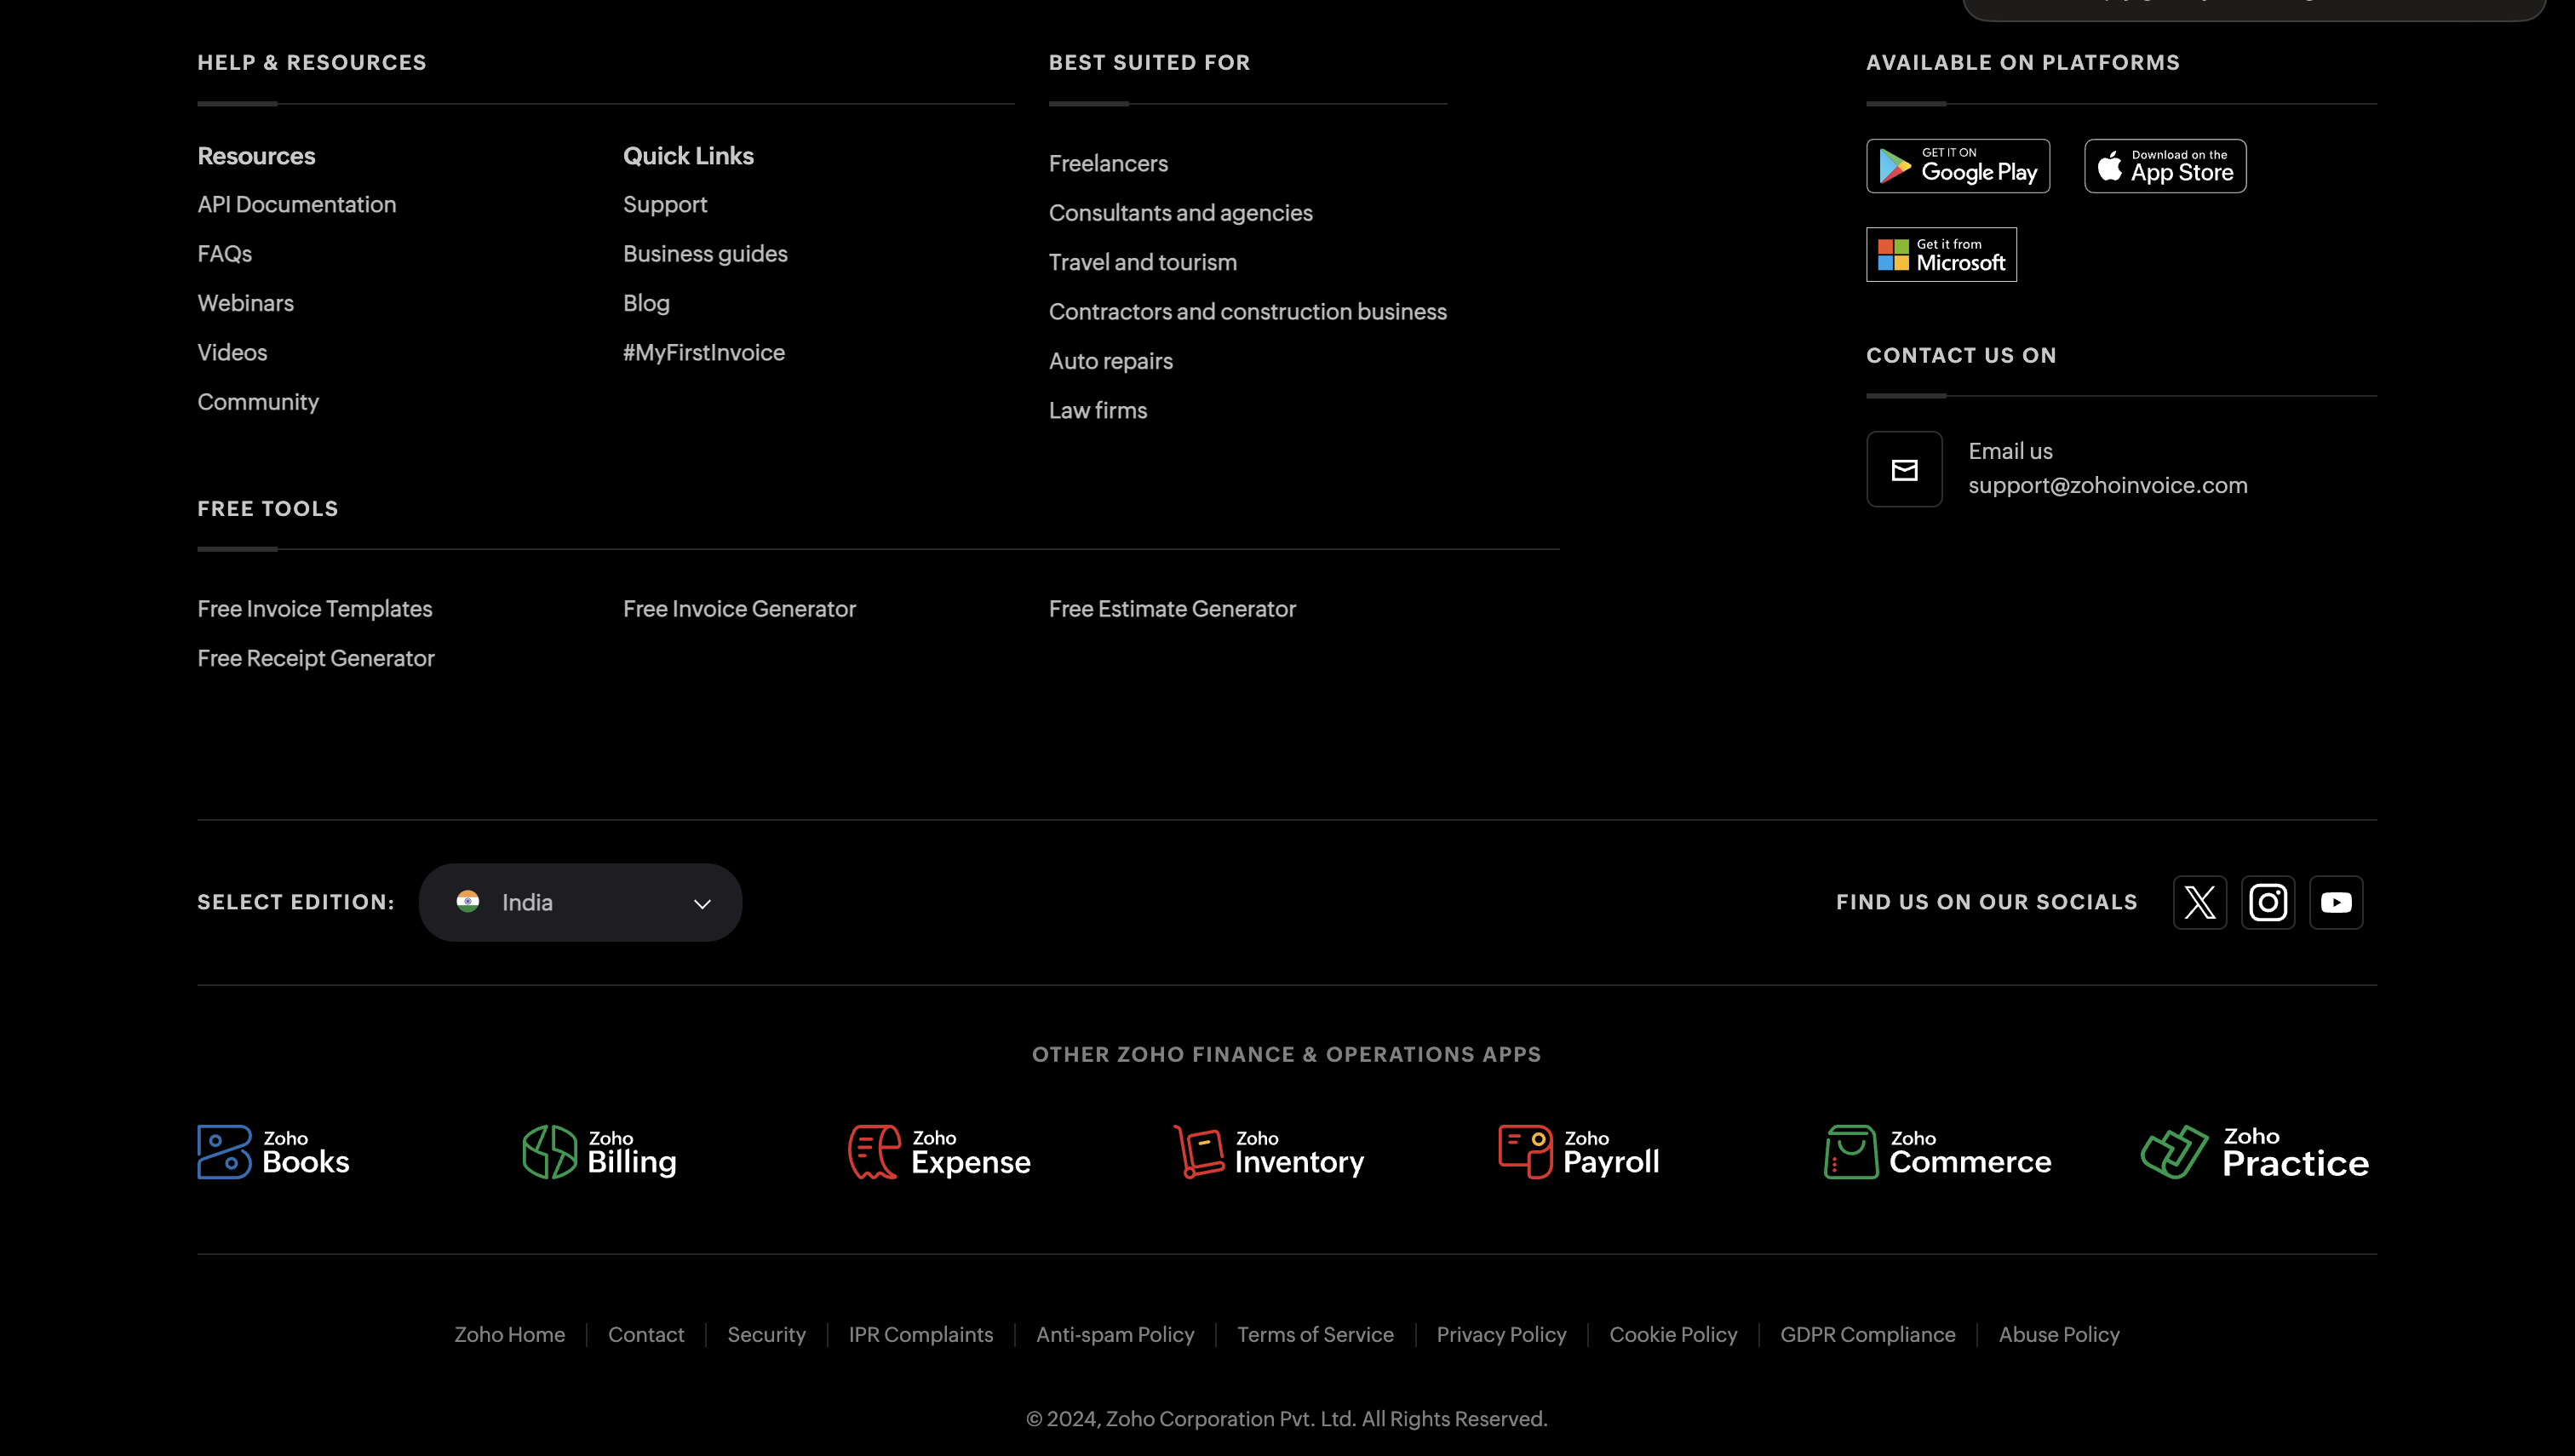 HELP & RESOURCES
Resources
API Documentation
FAQs
Webinars
Videos
Community
Quick Links
Support
Business guides
Blog
#MyFirstInvoice
BEST SUITED FOR
Freelancers
Consultants and agencies
Travel and tourism
Contractors and construction business
Auto repairs
Law firms
AVAILABLE ON PLATFORMS
GET IT ON
Google Play
Download on the
App Store
Get it from
Microsoft
CONTACT US ON
Email us
support@zohoinvoice.com
FREE TOOLS
Free Invoice Templates
Free Invoice Generator
Free Estimate Generator
Free Receipt Generator
SELECT EDITION:
India
FIND US ON OUR SOCIALS
OTHER ZOHO FINANCE & OPERATIONS APPS
Zoho
Books
Zoho
Billing
Zoho
Expense
Zoho
Inventory
Zoho
Payroll
Zoho
Commerce
Zoho
Practice
Zoho Home
Contact
Security
IPR Complaints
Anti-spam Policy
Terms of Service
Privacy Policy
Cookie Policy
GDPR Compliance
Abuse Policy
© 2024, Zoho Corporation Pvt. Ltd. All Rights Reserved.